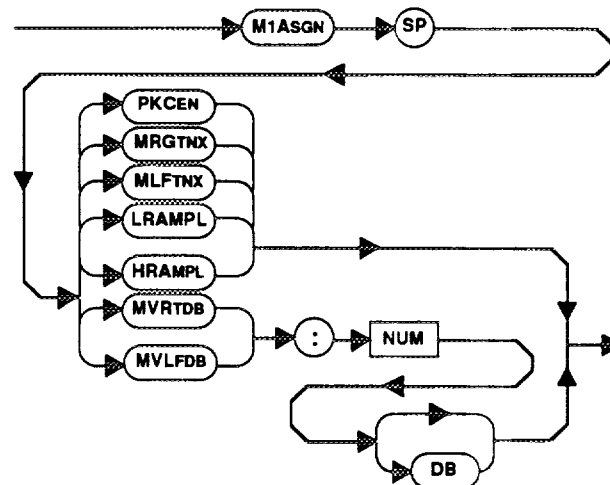 M1ASGN SP
PKCEN
MRGTNX
MLFTNX
LRAMPL
HRAMPL
MVRTDB
: NUM
MVLFDB
DB